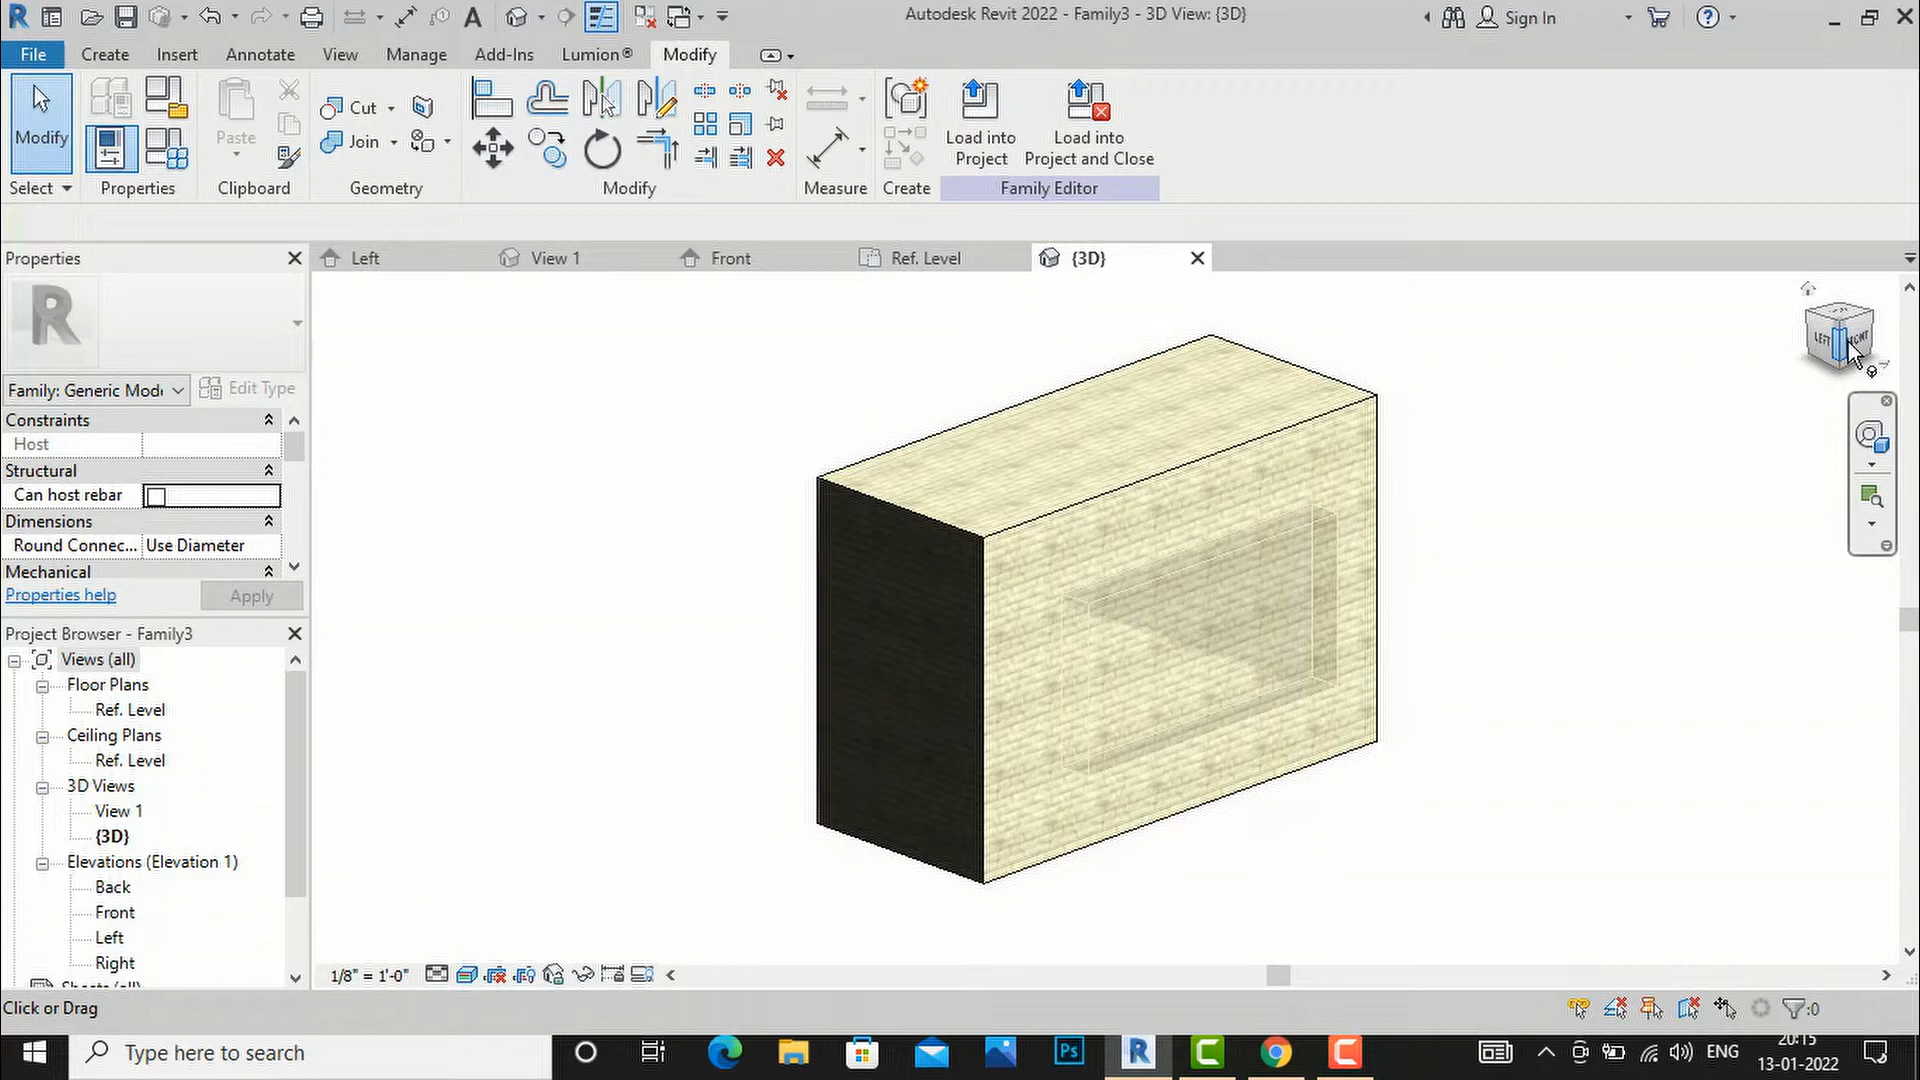 Autodesk Revit 2022 - Family3 - 3D View: {3D}
Sign In
File
Create
Insert
Annotate
View
Manage
Add-Ins
Lumion®
Modify
Modify
Paste
Cut
Join
Load into
Project
Load into
Project and Close
Select
Properties
Clipboard
Geometry
Modify
Measure
Create
Family Editor
Properties
Left
View 1
Front
Ref. Level
{3D}
R
LEFT
Family: Generic Mode
Edit Type
Constraints
Host
Structural
Can host rebar
Dimensions
Round Connec... Use Diameter
Mechanical
Properties help
Apply
Project Browser - Family3
Views (all)
Floor Plans
Ref. Level
Ceiling Plans
Ref. Level
3D Views
View 1
{3D}
Elevations (Elevation 1)
Back
Front
Left
Right
1/8" = 1'-0"
Click or Drag
:0
Type here to search
Ps
R
ENG
20:15
13-01-2022